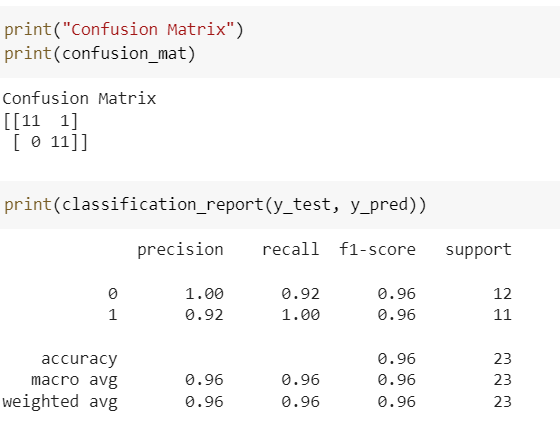 print("Confusion Matrix")
print(confusion_mat)
Confusion Matrix
[[11  1]
 [ 0 11]]
print(classification_report(y_test, y_pred))
              precision    recall  f1-score   support

           0       1.00      0.92      0.96        12
           1       0.92      1.00      0.96        11

    accuracy                           0.96        23
   macro avg       0.96      0.96      0.96        23
weighted avg       0.96      0.96      0.96        23